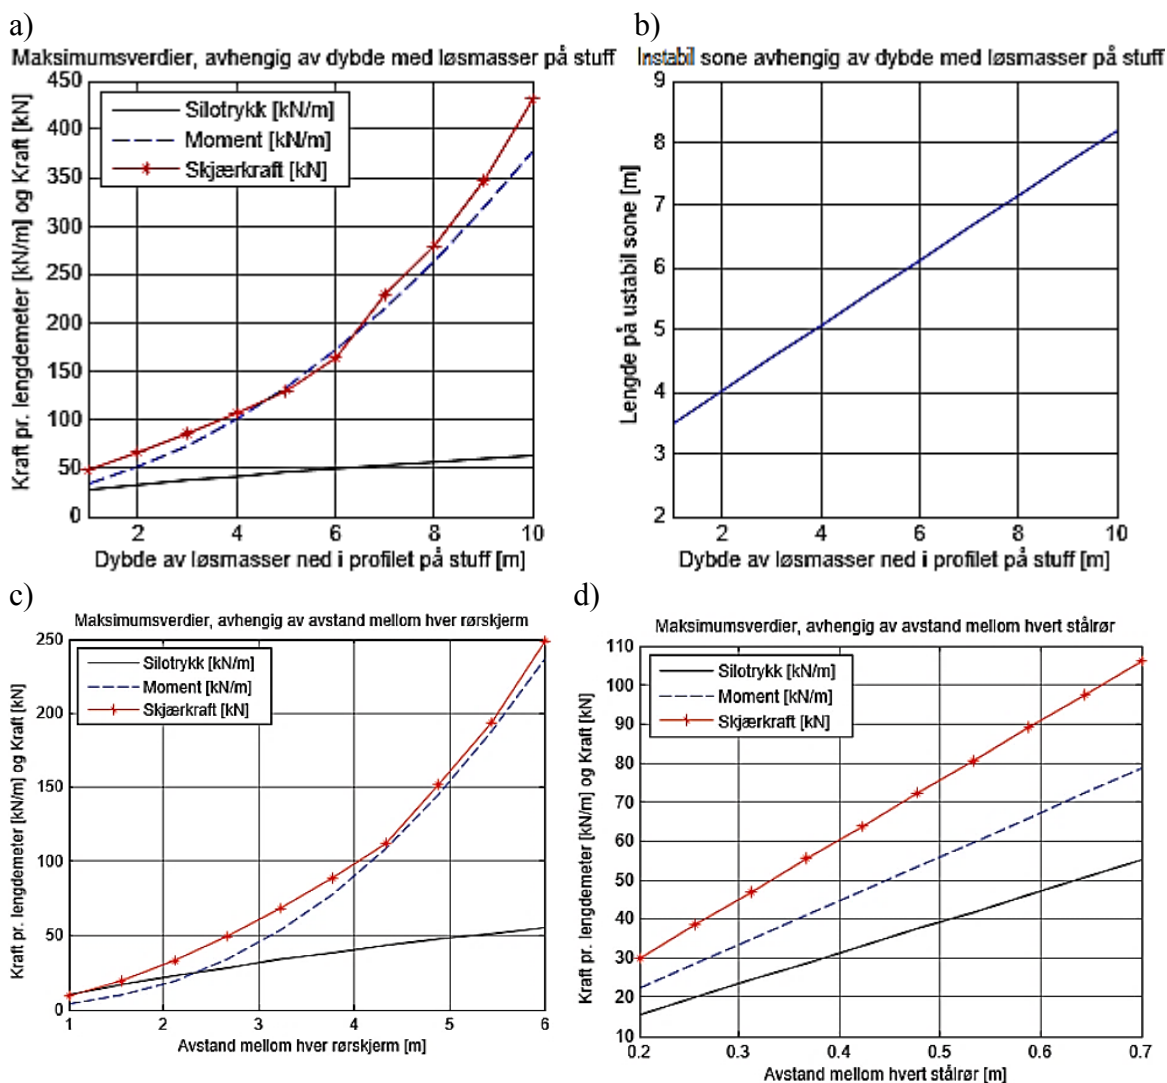 a)
Maksimumsverdier, avhengig av dybde med løsmasser på stuff
Kraft pr. lengdemeter [kN/m] og Kraft [kN]
450
400
350
300
250
200
150
100
50
0
Silotrykk [kN/m]
Moment [kN/m]
Skjærkraft [kN]
2
4
6
8
10
Dybde av løsmasser ned i profilet på stuff [m]
b)
Instabil sone avhengig av dybde med løsmasser på stuff
Lengde på ustabil sone [m]
9
8
7
6
5
4
3
2
2
4
6
8
10
Dybde av løsmasser ned i profilet på stuff [m]
c)
Maksimumsverdier, avhengig av avstand mellom hver rørskjerm
Kraft pr. lengdemeter [kN/m] og Kraft [kN]
250
200
150
100
50
0
Silotrykk [kN/m]
Moment [kN/m]
Skjærkraft [kN]
1
2
3
4
5
6
Avstand mellom hver rørskjerm [m]
d)
Maksimumsverdier, avhengig av avstand mellom hvert stålrør
Kraft pr. lengdemeter [kN/m] og Kraft [kN]
110
100
90
80
70
60
50
40
30
20
10
Silotrykk [kN/m]
Moment [kN/m]
Skjærkraft [kN]
0.2
0.3
0.4
0.5
0.6
0.7
Avstand mellom hvert stålrør [m]